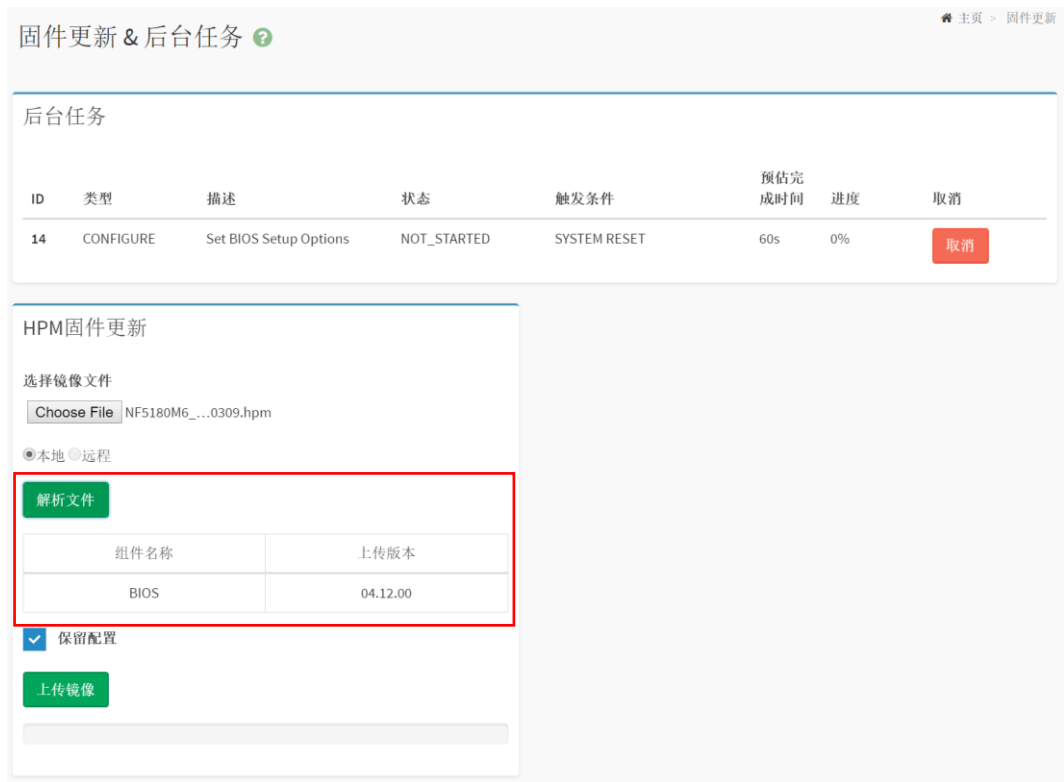 主页 > 固件更新
固件更新 & 后台任务 ?
后台任务
ID 类型 描述 状态 触发条件 预估完成时间 进度 取消
14 CONFIGURE Set BIOS Setup Options NOT_STARTED SYSTEM RESET 60s 0% 取消
HPM固件更新
选择镜像文件
Choose File NF5180M6_...0309.hpm
本地 远程
解析文件
组件名称 上传版本
BIOS 04.12.00
保留配置
上传镜像